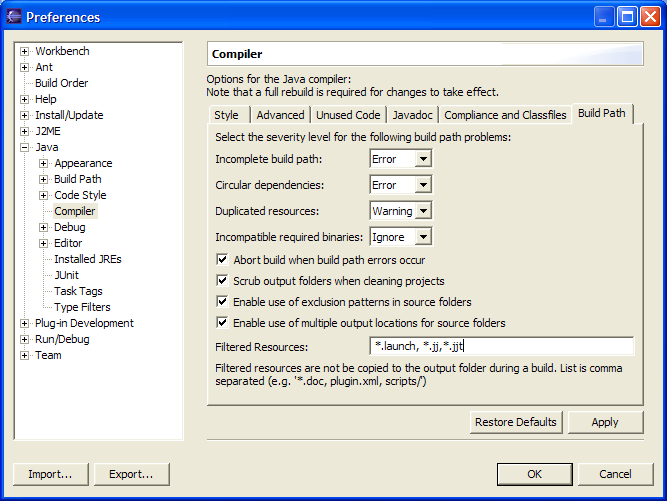 Preferences
Workbench
Ant
Build Order
Help
Install/Update
J2ME
Java
Appearance
Build Path
Code Style
Compiler
Debug
Editor
Installed JREs
JUnit
Task Tags
Type Filters
Plug-in Development
Run/Debug
Team
Compiler
Options for the Java compiler:
Note that a full rebuild is required for changes to take effect.
Style Advanced Unused Code Javadoc Compliance and Classfiles Build Path
Select the severity level for the following build path problems:
Incomplete build path: Error
Circular dependencies: Error
Duplicated resources: Warning
Incompatible required binaries: Ignore
Abort build when build path errors occur
Scrub output folders when cleaning projects
Enable use of exclusion patterns in source folders
Enable use of multiple output locations for source folders
Filtered Resources: *.launch, *.jj,*.jjt
Filtered resources are not be copied to the output folder during a build. List is comma
separated (e.g. '*.doc, plugin.xml, scripts/')
Restore Defaults Apply
Import... Export... OK Cancel